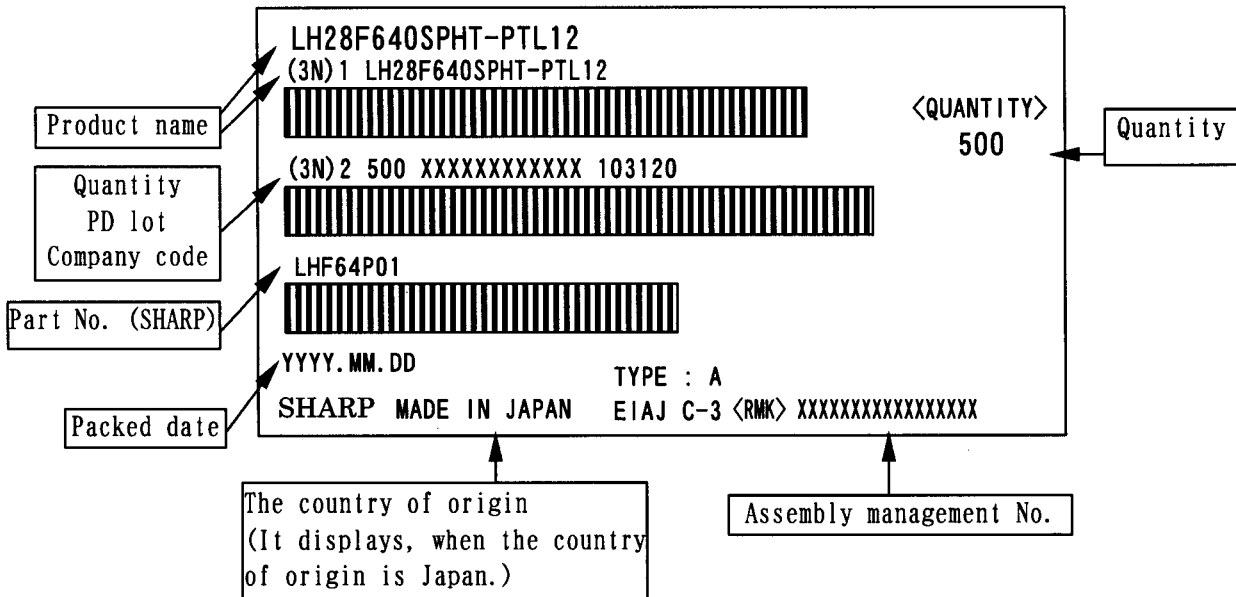 LH28F640SPHT-PTL12
(3N)1 LH28F640SPHT-PTL12
Product name
<QUANTITY>
500
Quantity
(3N)2 500 XXXXXXXXXXXX 103120
Quantity
PD lot
Company code
LHF64P01
Part No. (SHARP)
YYYY.MM.DD
TYPE : A
Packed date
SHARP MADE IN JAPAN EIAJ C-3 <RMK> XXXXXXXXXXXXXXXXX
The country of origin
(It displays, when the country
of origin is Japan.)
Assembly management No.